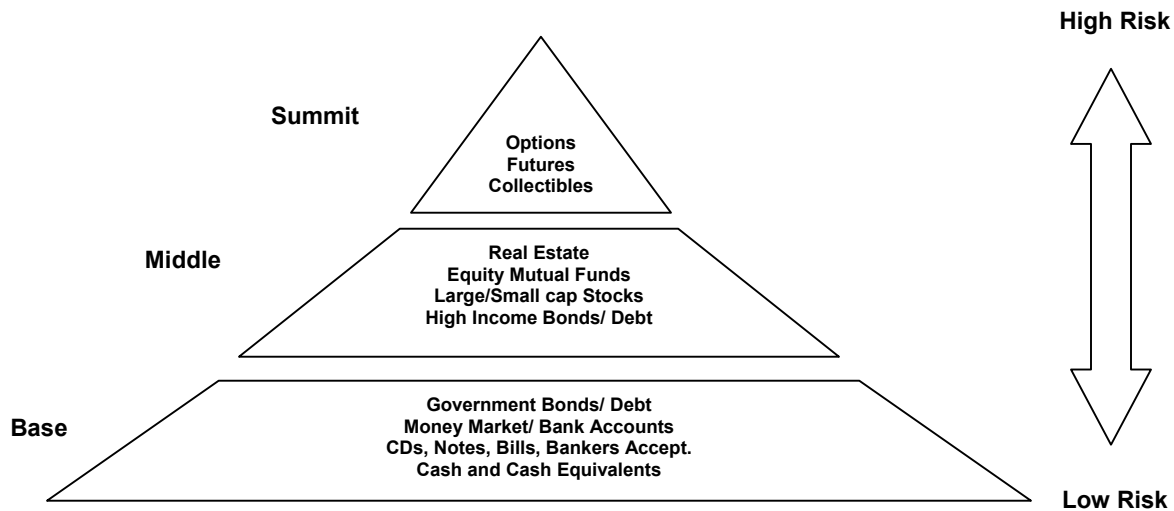 High Risk
Summit
Options
Futures
Collectibles
Middle
Real Estate
Equity Mutual Funds
Large/Small cap Stocks
High Income Bonds/ Debt
Base
Government Bonds/ Debt
Money Market/ Bank Accounts
CDs, Notes, Bills, Bankers Accept.
Cash and Cash Equivalents
Low Risk